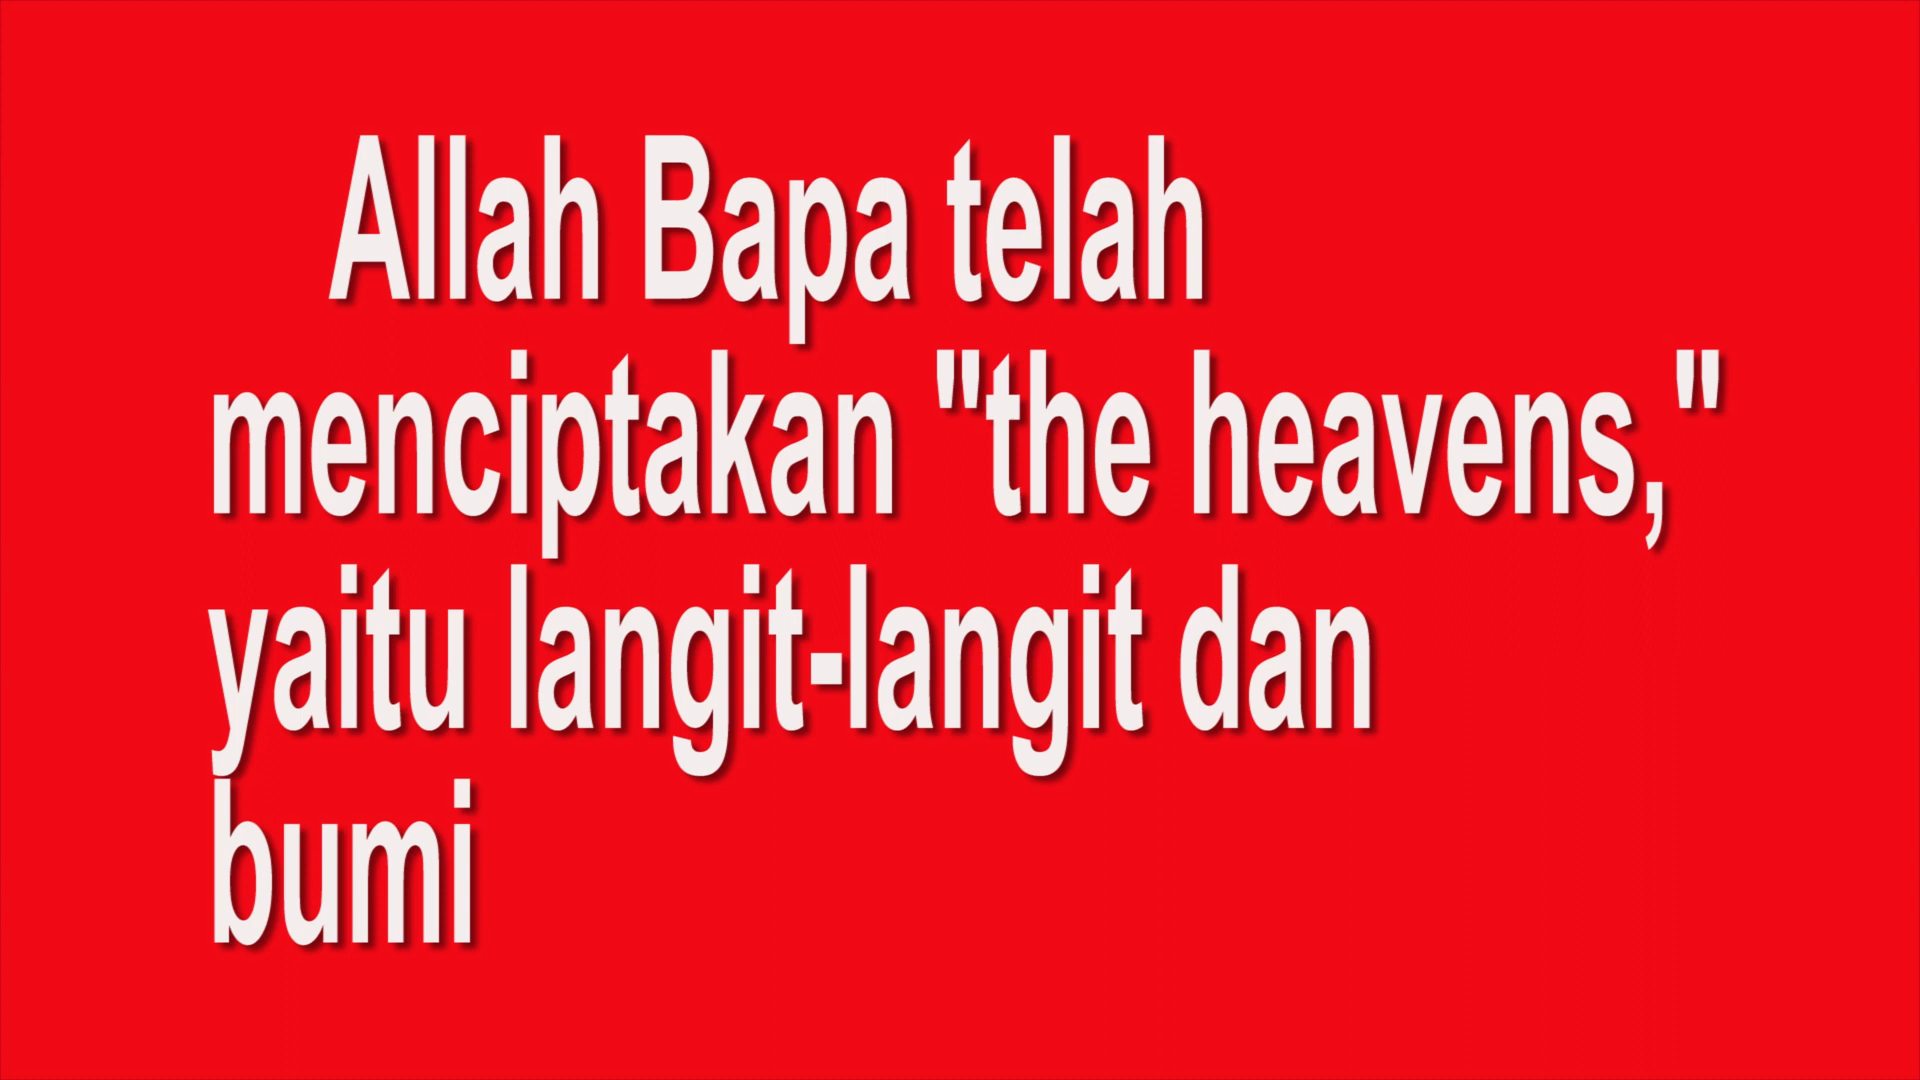 Allah Bapa telah
menciptakan "the heavens,"
yaitu langit-langit dan
bumi